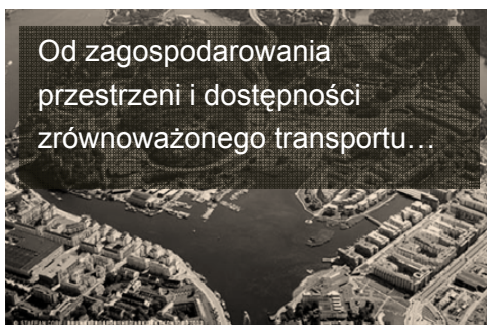 Od zagospodarowania
przestrzeni i dostępności
zrównoważonego transportu…